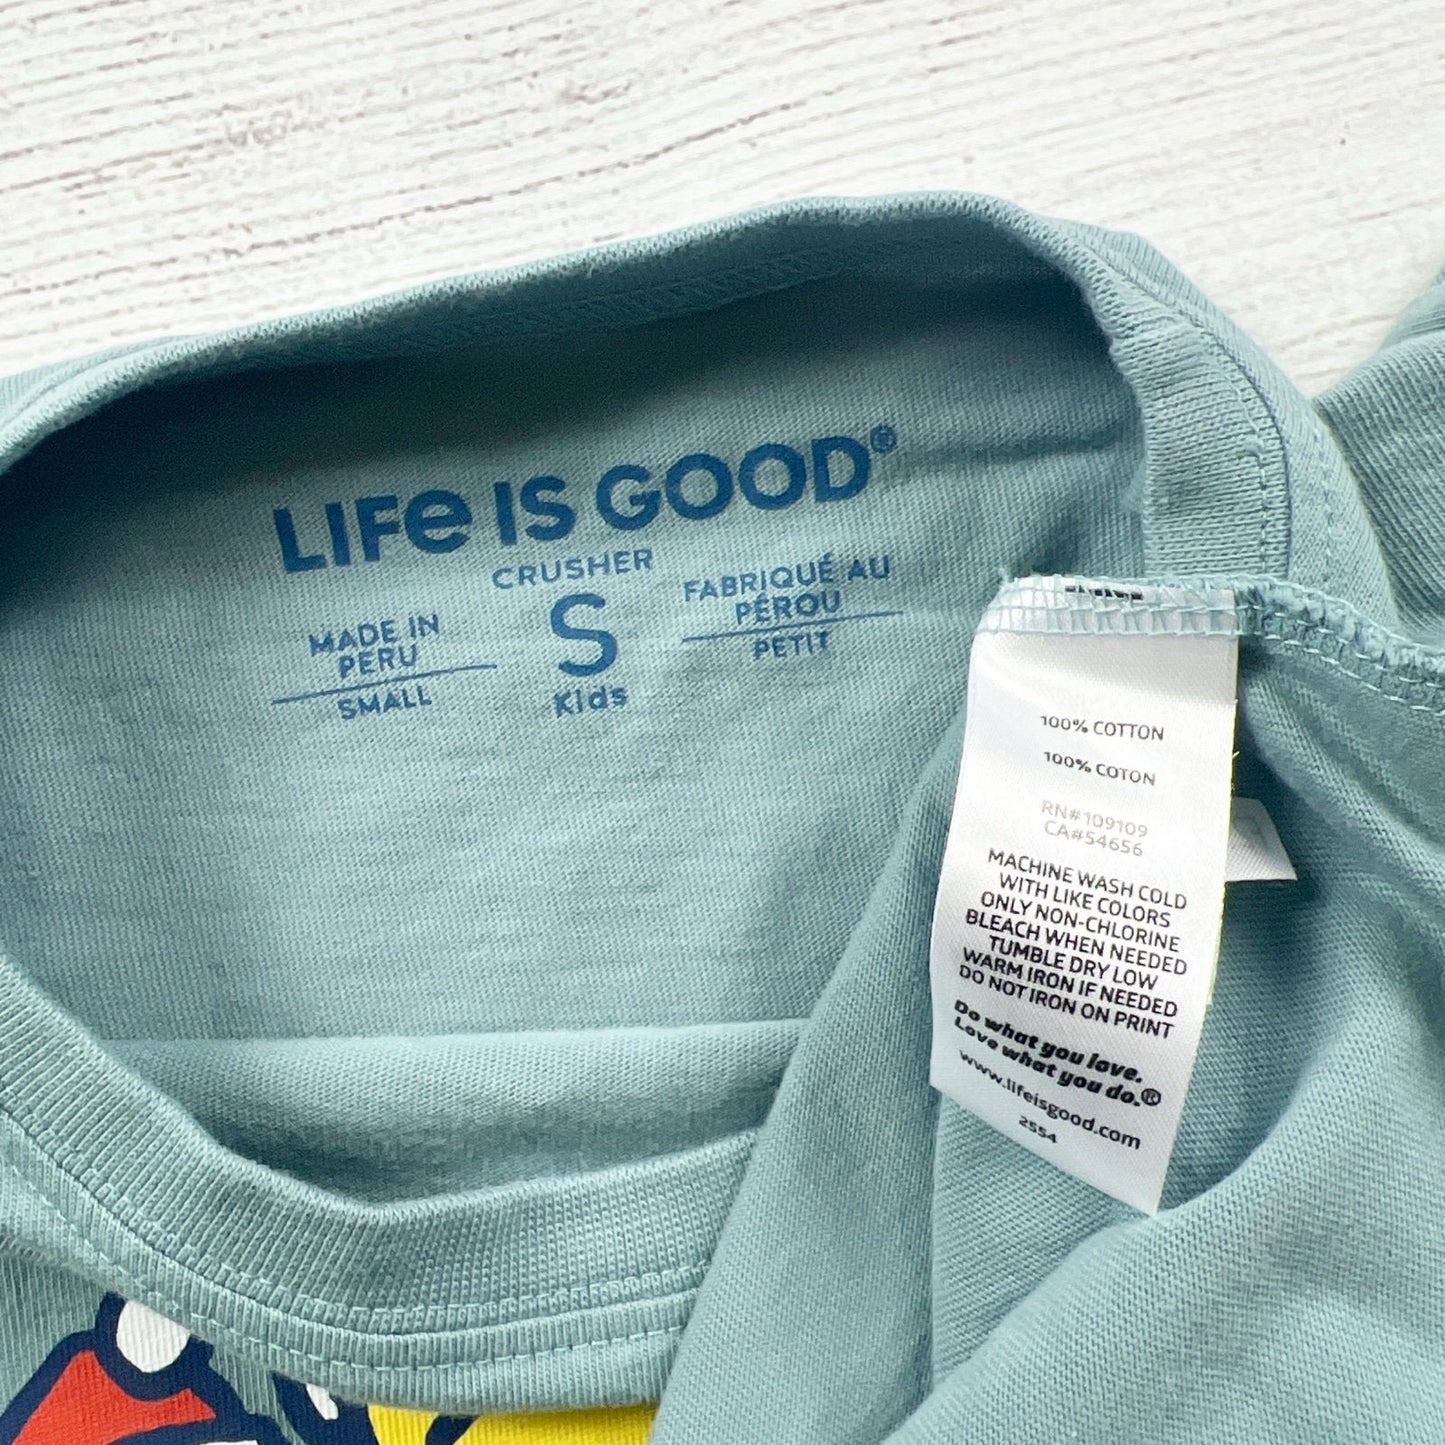 LIFe IS GOOD®
CRUSHER
MADE IN
PERU
SMALL
S
Kids
FABRIQUÉ AU
PÉROU
PETIT
100% COTTON
100% COTON
RN#109109
CA#54656
MACHINE WASH COLD
WITH LIKE COLORS
ONLY NON-CHLORINE
BLEACH WHEN NEEDED
TUMBLE DRY LOW
WARM IRON IF NEEDED
DO NOT IRON ON PRINT
Do what you love.
Love what you do.®
www.lifeisgood.com
2554